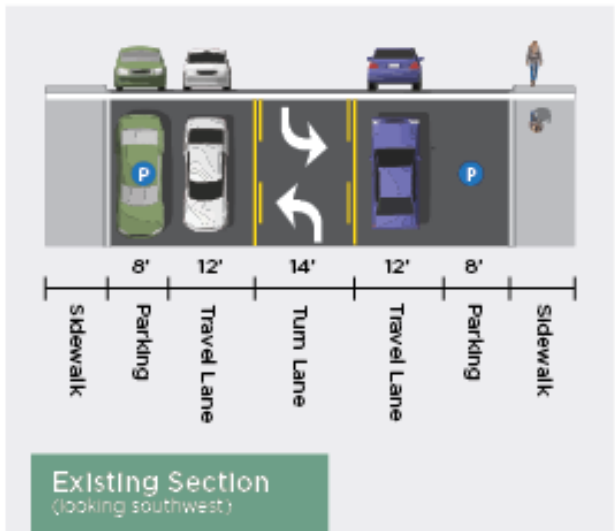 P
P
8' 12' 14' 12' 8'
Sidewalk
Parking
Travel Lane
Turn Lane
Travel Lane
Parking
Sidewalk
Existing Section
(looking southwest)